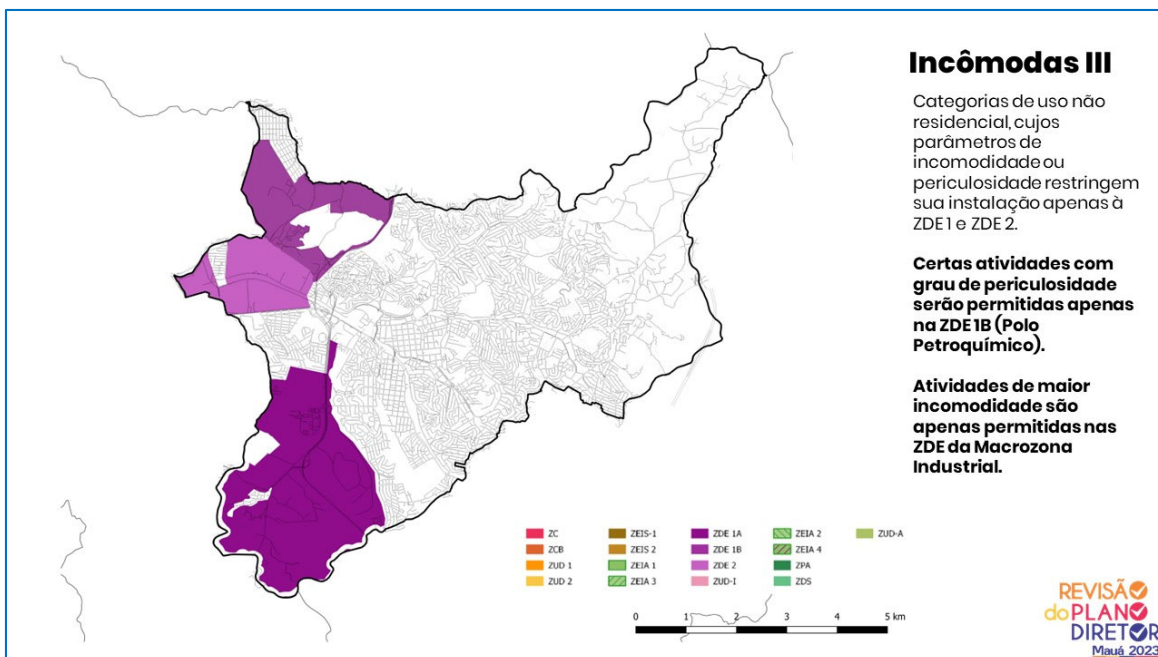 Incômodas III
Categorias de uso não
residencial, cujos
parâmetros de
incomodidade ou
periculosidade restringem
sua instalação apenas à
ZDE 1 e ZDE 2.
Certas atividades com
grau de periculosidade
serão permitidas apenas
na ZDE 1B (Polo
Petroquímico).
Atividades de maior
incomodidade são
apenas permitidas nas
ZDE da Macrozona
Industrial.
ZC ZEIS-1 ZDE 1A ZEIA 2 ZUD-A
ZCB ZEIS 2 ZDE 1B ZEIA 4
ZUD 1 ZEIA 1 ZDE 2 ZPA
ZUD 2 ZEIA 3 ZUD-I ZDS
0 1 2 3 4 5 km
REVISÃO
do PLANO
DIRETOR
Mauá 2023